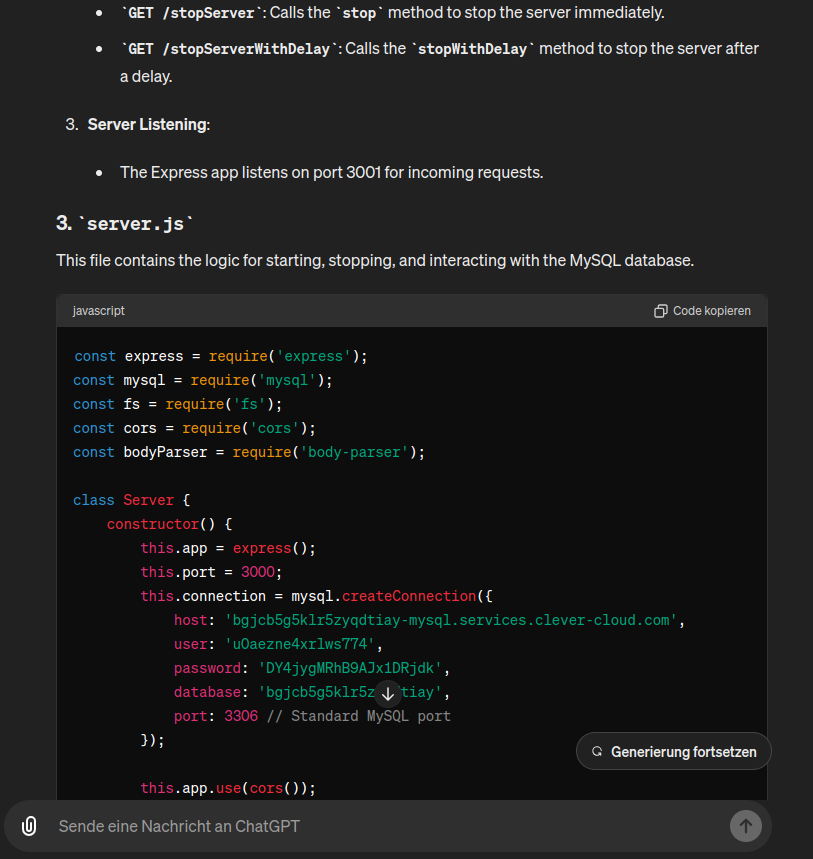 `GET /stopServer`: Calls the `stop` method to stop the server immediately.
`GET /stopServerWithDelay`: Calls the `stopWithDelay` method to stop the server after
a delay.
3. Server Listening:
The Express app listens on port 3001 for incoming requests.
3. `server.js`
This file contains the logic for starting, stopping, and interacting with the MySQL database.
javascript
Code kopieren
const express = require('express');
const mysql = require('mysql');
const fs = require('fs');
const cors = require('cors');
const bodyParser = require('body-parser');
class Server {
constructor() {
this.app = express();
this.port = 3000;
this.connection = mysql.createConnection({
host: 'bgjcb5g5klr5zyqdtiay-mysql.services.clever-cloud.com',
user: 'u0aezne4xrlws774',
password: 'DY4jygMRhB9AJx1DRjdk',
database: 'bgjcb5g5klr5z tiay',
port: 3306 // Standard MySQL port
});
Generierung fortsetzen
this.app.use(cors());
Sende eine Nachricht an ChatGPT